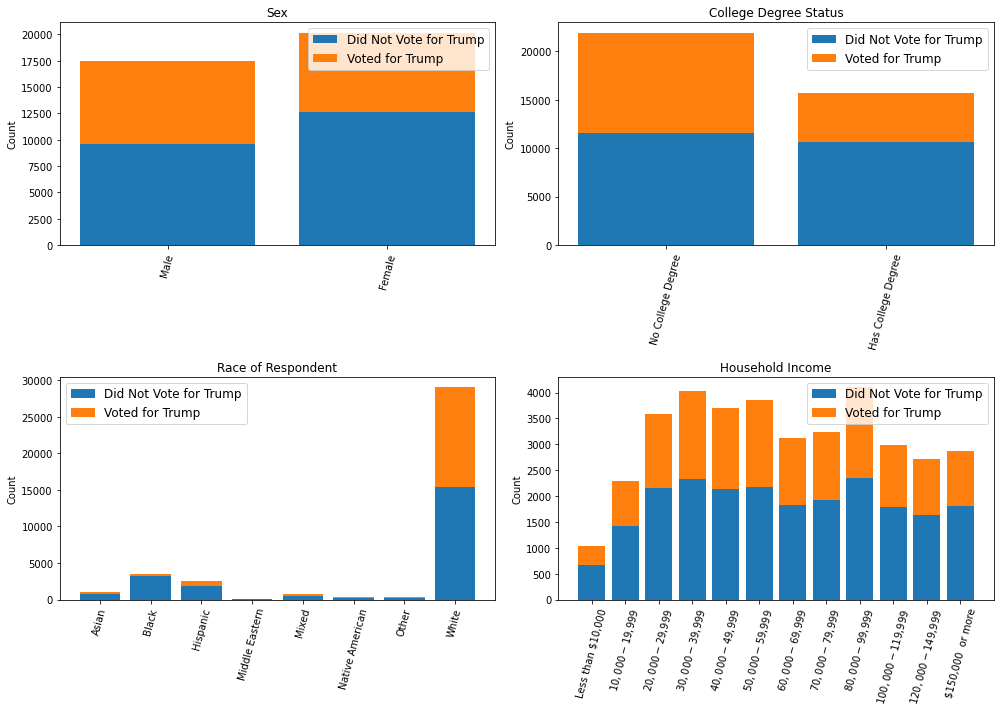 Sex
Count
20000
17500
15000
12500
10000
7500
5000
2500
0
Did Not Vote for Trump
Voted for Trump
Male
Female
College Degree Status
Count
20000
15000
10000
5000
0
Did Not Vote for Trump
Voted for Trump
No College Degree
Has College Degree
Race of Respondent
Count
30000
25000
20000
15000
10000
5000
0
Did Not Vote for Trump
Voted for Trump
Asian
Black
Hispanic
Middle Eastern
Mixed
Native American
Other
White
Household Income
Count
4000
3500
3000
2500
2000
1500
1000
500
0
Did Not Vote for Trump
Voted for Trump
Less than $10,000
10,000 - 19,999
20,000 - 29,999
30,000 - 39,999
40,000 - 49,999
50,000 - 59,999
60,000 - 69,999
70,000 - 79,999
80,000 - 99,999
100,000 - 119,999
120,000 - 149,999
$150,000 or more